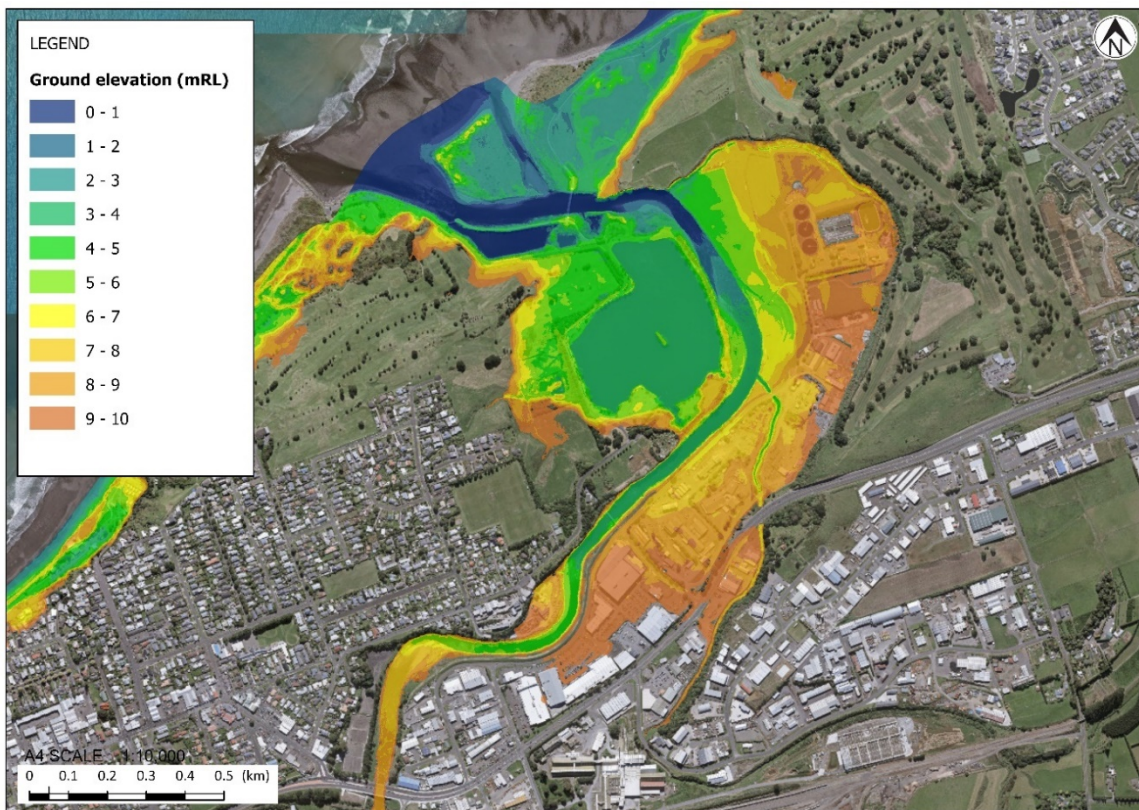 LEGEND
Ground elevation (mRL)
0 - 1
1 - 2
2 - 3
3 - 4
4 - 5
5 - 6
6 - 7
7 - 8
8 - 9
9 - 10
N
A4 SCALE 1:10,000
0 0.1 0.2 0.3 0.4 0.5 (km)